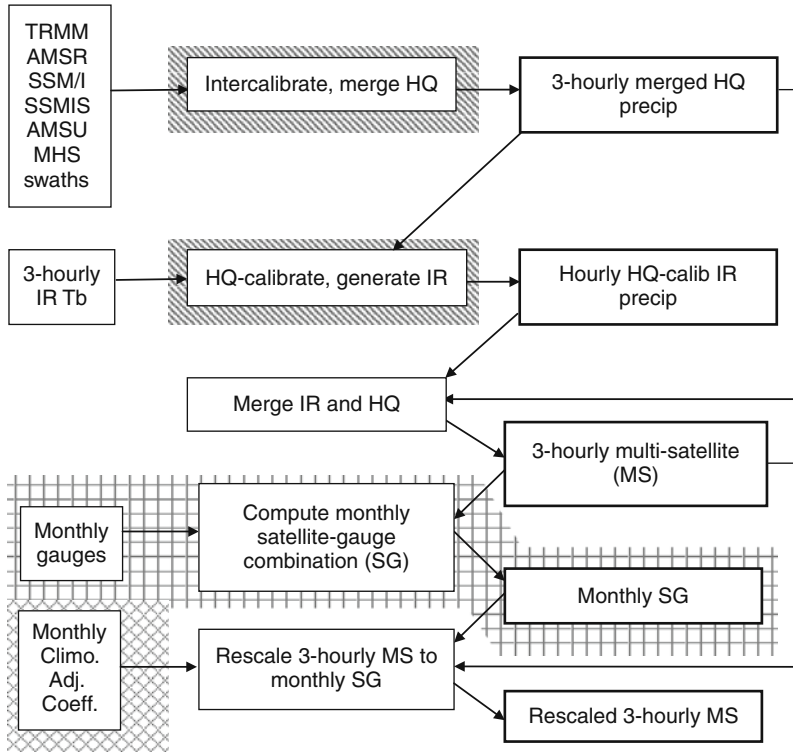 TRMM
AMSR
SSM/I
SSMIS
AMSU
MHS
swaths
Intercalibrate, merge HQ
3-hourly merged HQ
precip
3-hourly
IR Tb
HQ-calibrate, generate IR
Hourly HQ-calib IR
precip
Merge IR and HQ
3-hourly multi-satellite
(MS)
Monthly
gauges
Compute monthly
satellite-gauge
combination (SG)
Monthly SG
Monthly
Climo.
Adj.
Coeff.
Rescale 3-hourly MS to
monthly SG
Rescaled 3-hourly MS